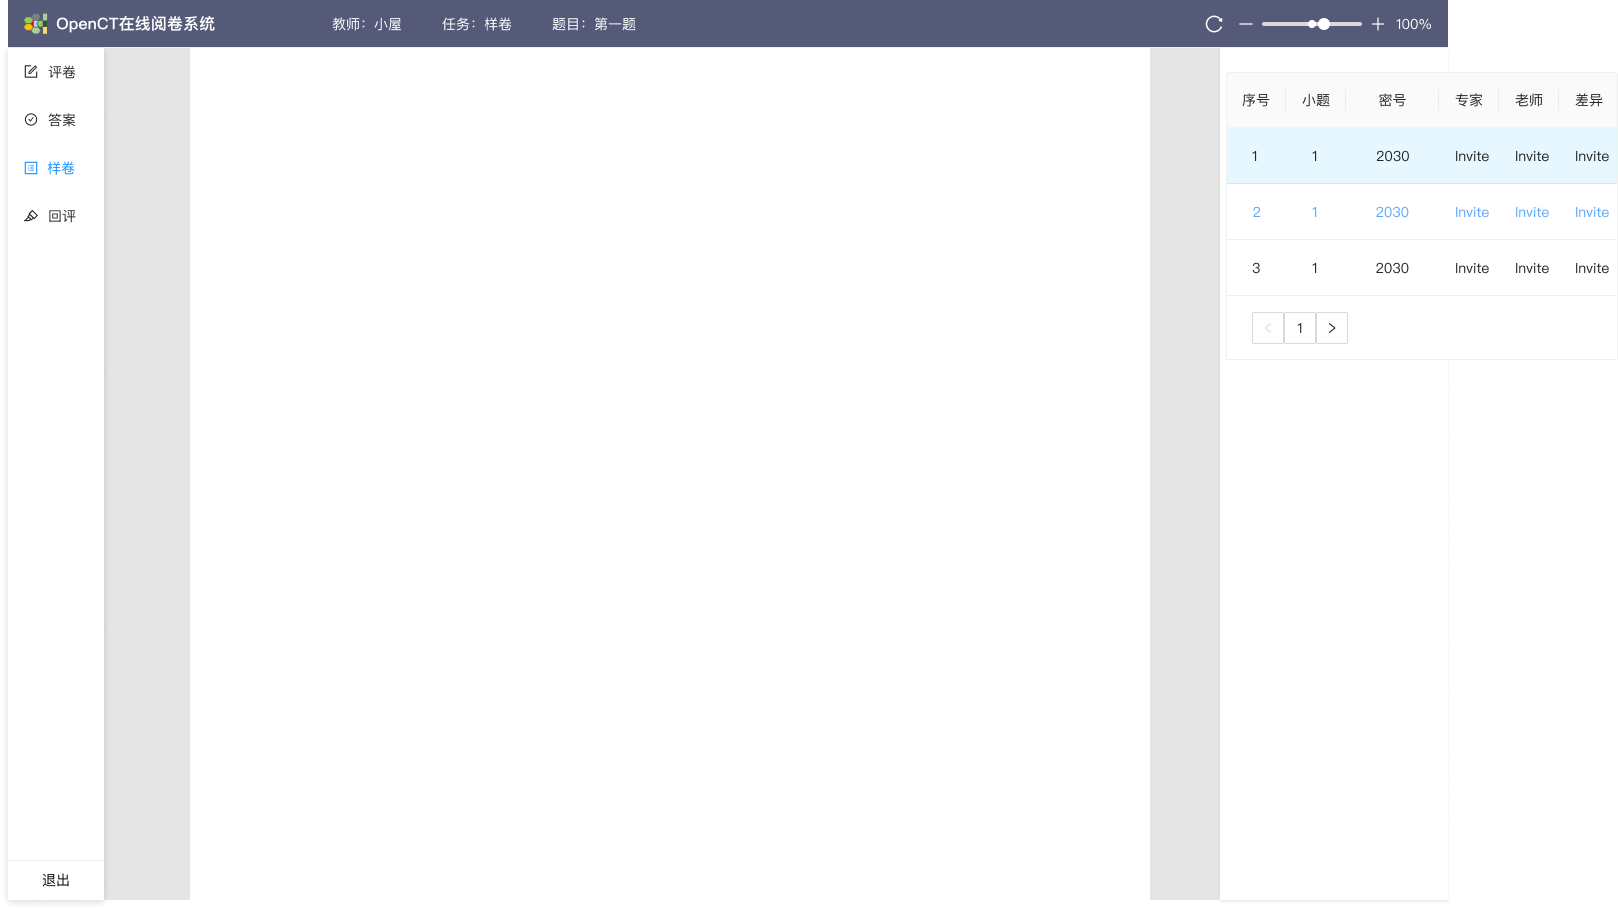 OpenCT在线阅卷系统 教师：小屋 任务：样卷 题目：第一题 100%
评卷
答案
样卷
回评
退出
序号 小题 密号 专家 老师 差异
1 1 2030 Invite Invite Invite
2 1 2030 Invite Invite Invite
3 1 2030 Invite Invite Invite
1